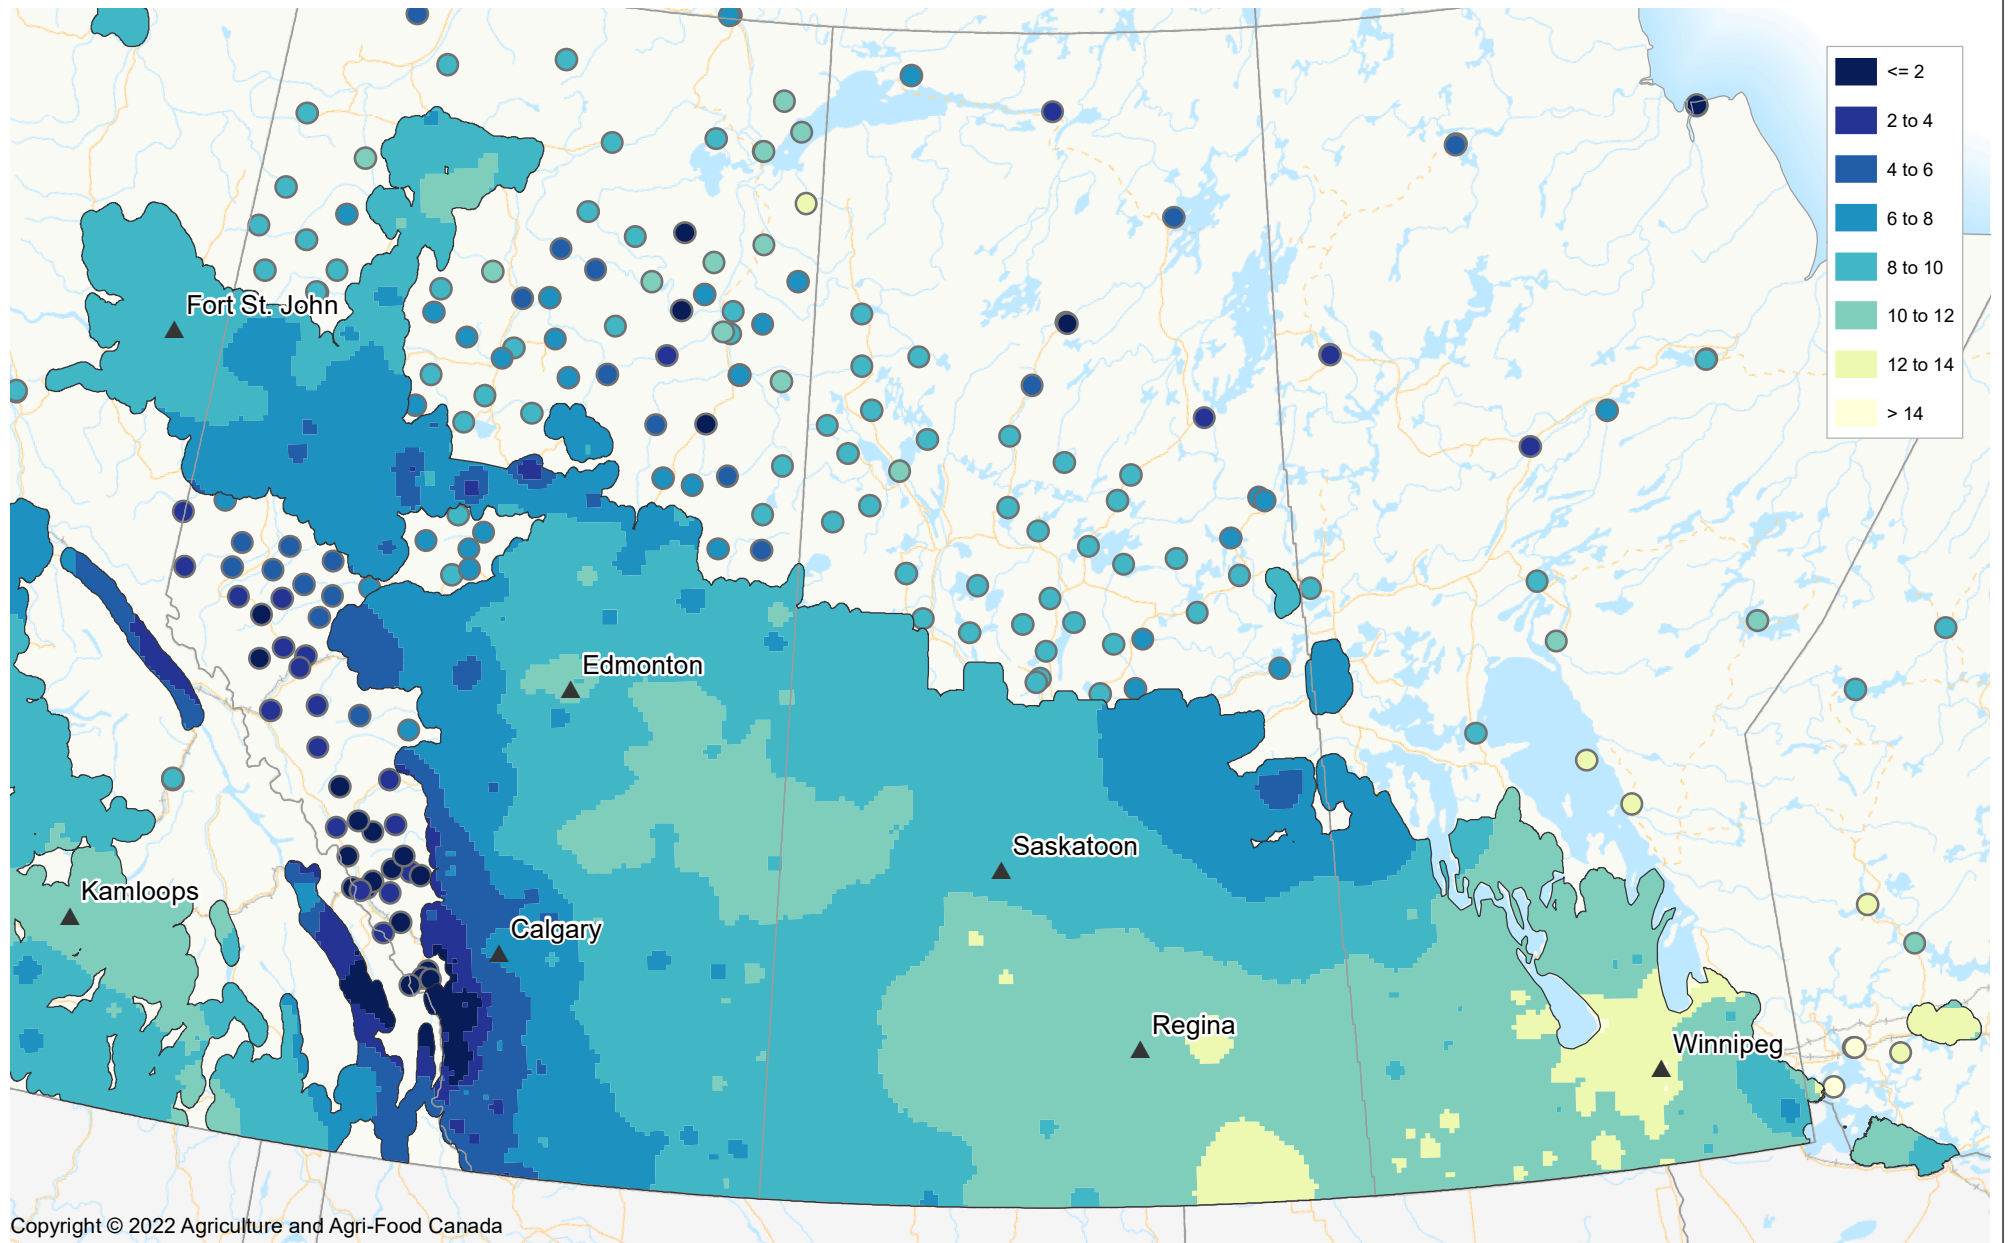 <= 2
2 to 4
4 to 6
6 to 8
8 to 10
10 to 12
12 to 14
> 14
Fort St. John
Edmonton
Saskatoon
Kamloops
Calgary
Regina
Winnipeg
Copyright © 2022 Agriculture and Agri-Food Canada